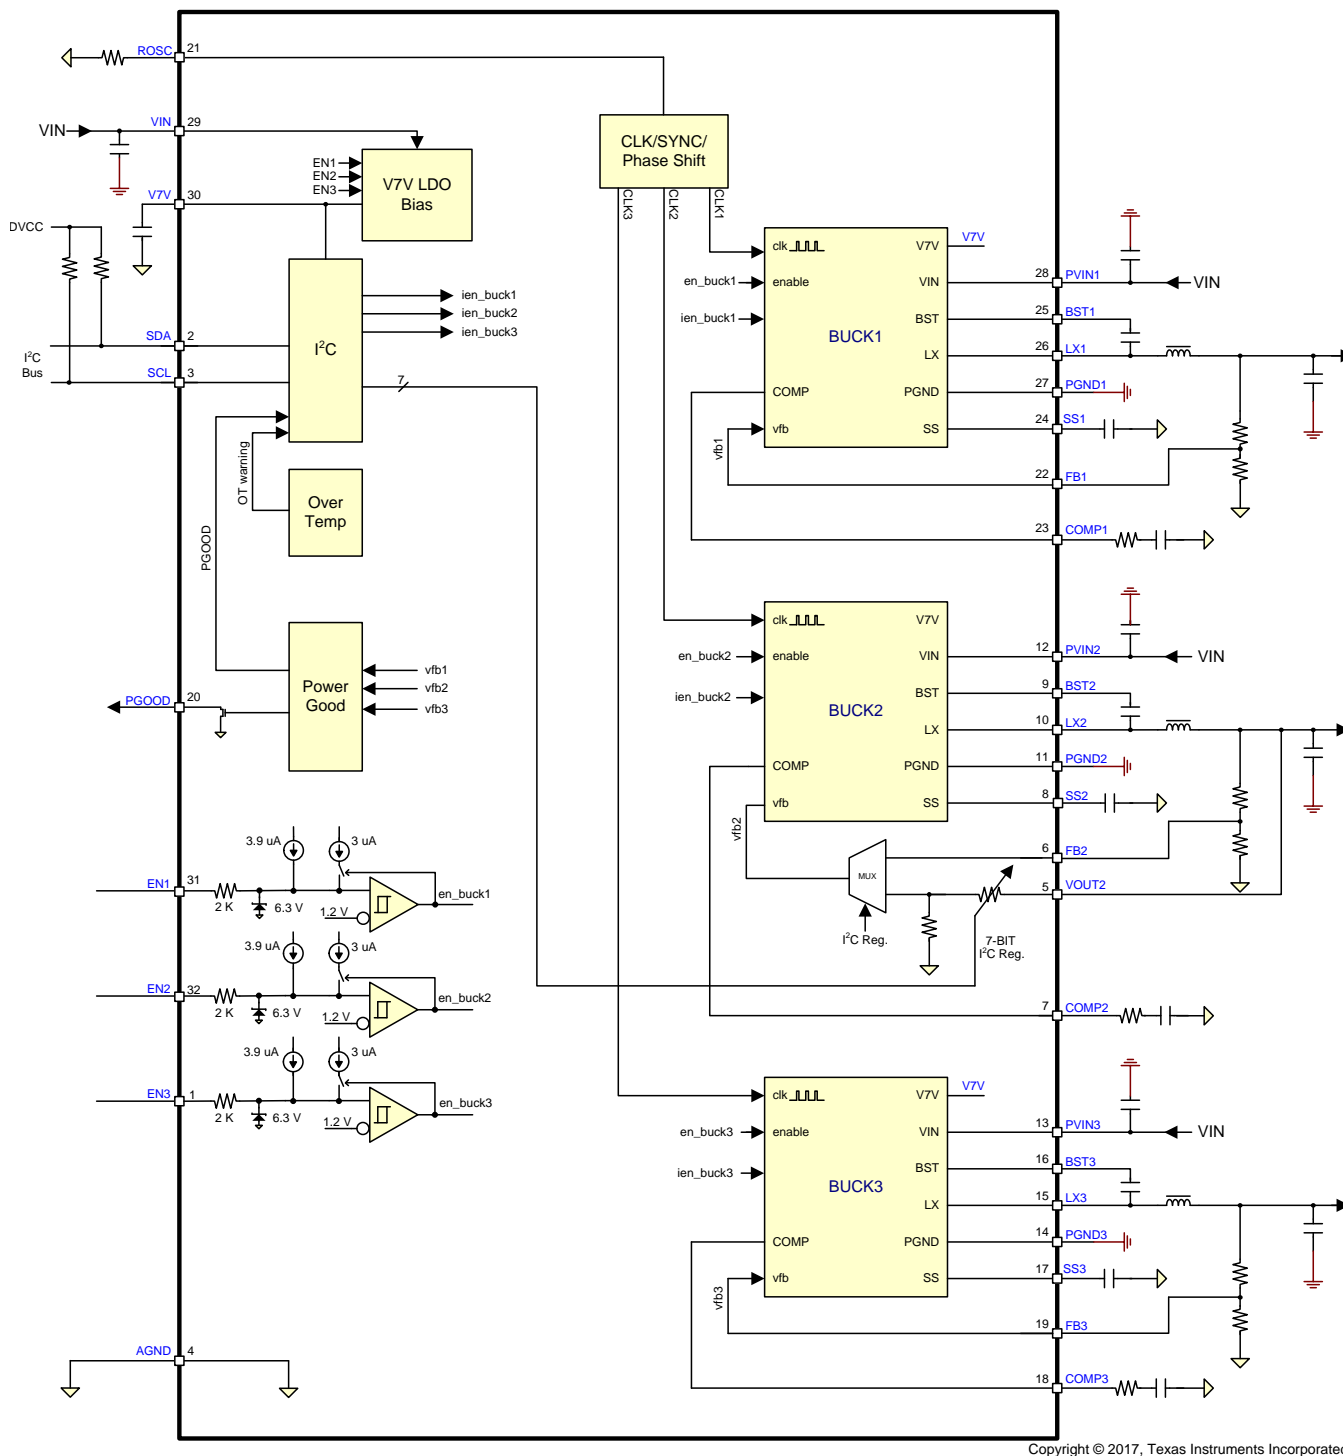 ROSC 21
VIN
VIN 29
CLK/SYNC/
Phase Shift
EN1
EN2
EN3
V7V LDO
Bias
V7V 30
DVCC
CLK3
CLK2
CLK1
I²C
ien_buck1
ien_buck2
ien_buck3
SDA 2
I²C
Bus
SCL 3
7
OT warning
PGOOD
Over
Temp
Power
Good
vfb1
vfb2
vfb3
PGOOD 20
clk
V7V
V7V
en_buck1
enable
VIN
28 PVIN1
VIN
ien_buck1
BST
25 BST1
BUCK1
LX
26 LX1
COMP
PGND
27 PGND1
vfb
SS
24 SS1
vfb1
22 FB1
23 COMP1
clk
V7V
en_buck2
enable
VIN
12 PVIN2
VIN
ien_buck2
BST
9 BST2
BUCK2
LX
10 LX2
COMP
PGND
11 PGND2
vfb
SS
8 SS2
vfb2
MUX
6 FB2
5 VOUT2
I²C Reg.
7-BIT
I²C Reg.
7 COMP2
3.9 uA
3 uA
EN1 31
2 K
6.3 V
1.2 V
en_buck1
3.9 uA
3 uA
EN2 32
2 K
6.3 V
1.2 V
en_buck2
3.9 uA
3 uA
EN3 1
2 K
6.3 V
1.2 V
en_buck3
clk
V7V
V7V
en_buck3
enable
VIN
13 PVIN3
VIN
ien_buck3
BST
16 BST3
BUCK3
LX
15 LX3
COMP
PGND
14 PGND3
vfb
SS
17 SS3
vfb3
19 FB3
18 COMP3
AGND 4
Copyright © 2017, Texas Instruments Incorporated